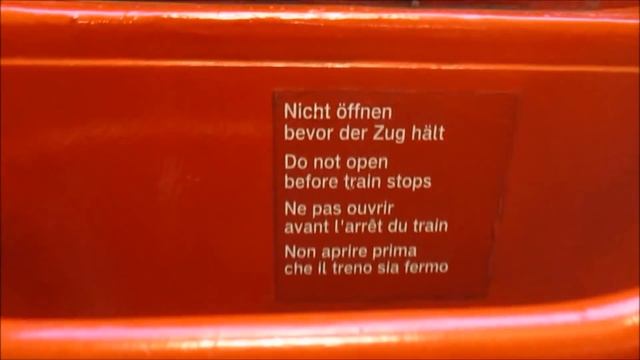 Nicht öffnen
bevor der Zug hält
Do not open
before train stops
Ne pas ouvrir
avant l'arrêt du train
Non aprire prima
che il treno sia fermo